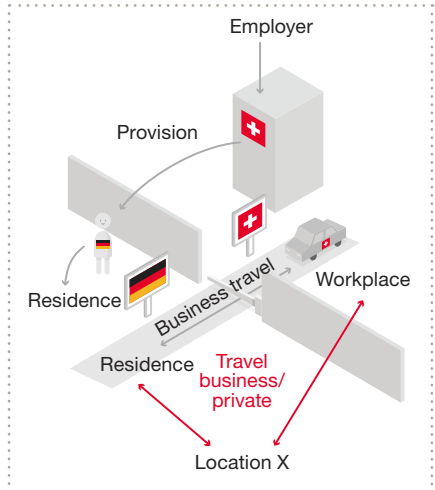 Employer
Provision
Residence
Business travel
Workplace
Residence
Travel
business/
private
Location X